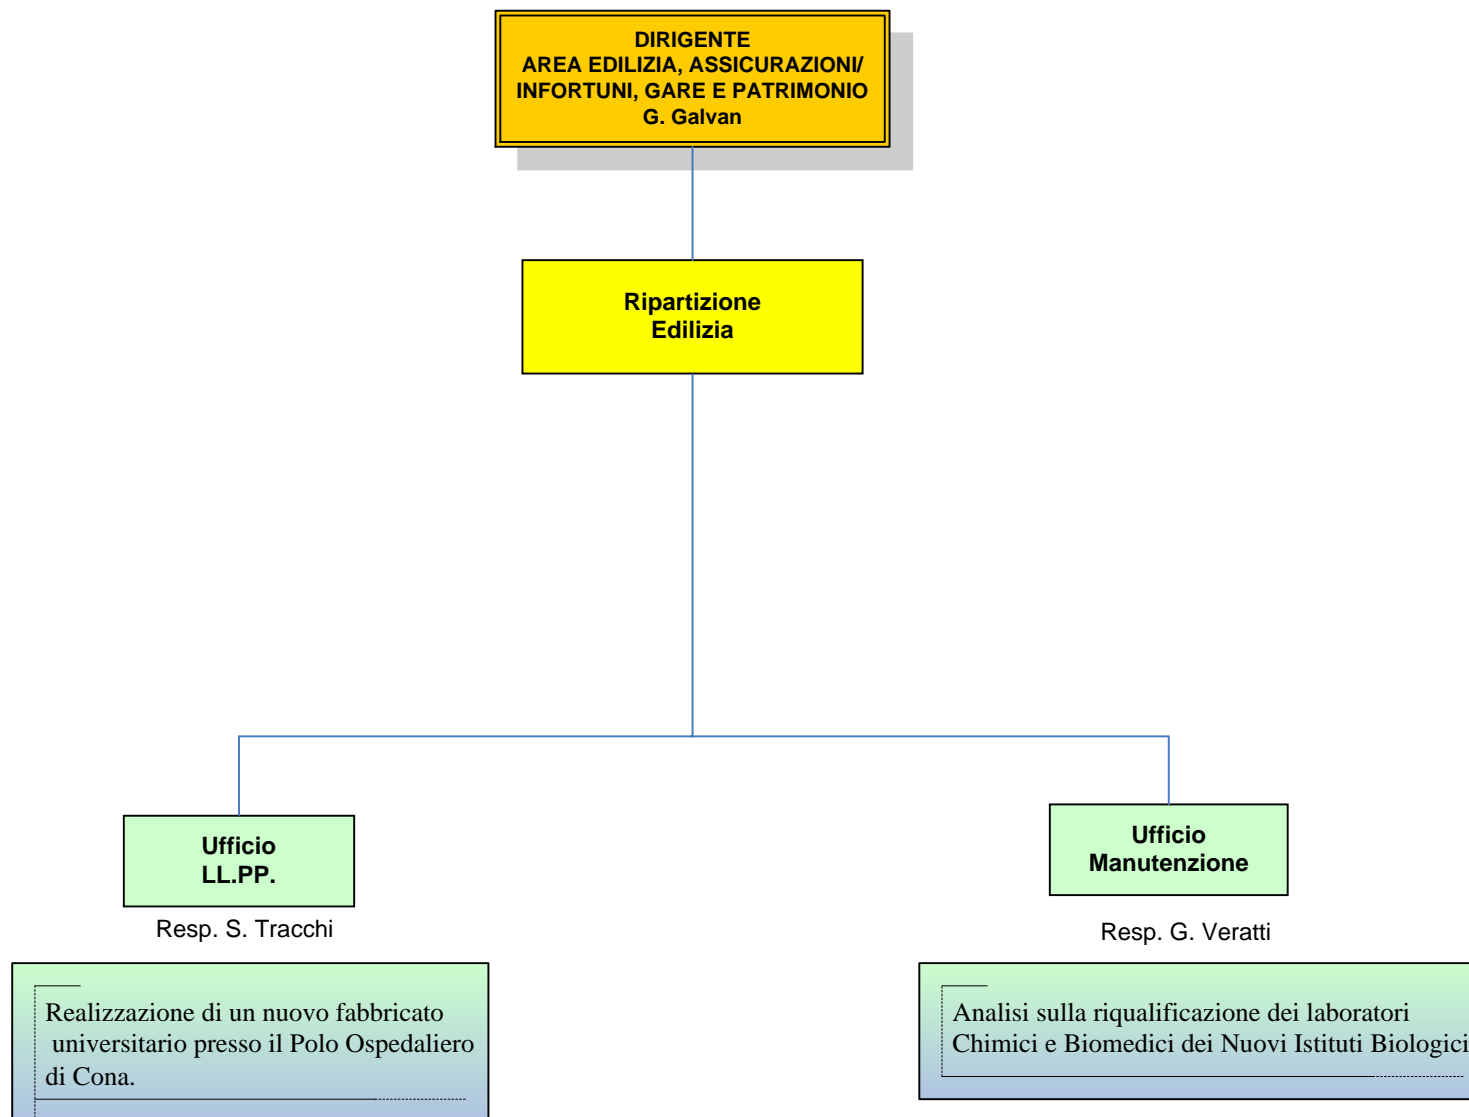 DIRIGENTE
AREA EDILIZIA, ASSICURAZIONI/
INFORTUNI, GARE E PATRIMONIO
G. Galvan
Ripartizione
Edilizia
Ufficio
LL.PP.
Resp. S. Tracchi
Realizzazione di un nuovo fabbricato
universitario presso il Polo Ospedaliero
di Cona.
Ufficio
Manutenzione
Resp. G. Veratti
Analisi sulla riqualificazione dei laboratori
Chimici e Biomedici dei Nuovi Istituti Biologici